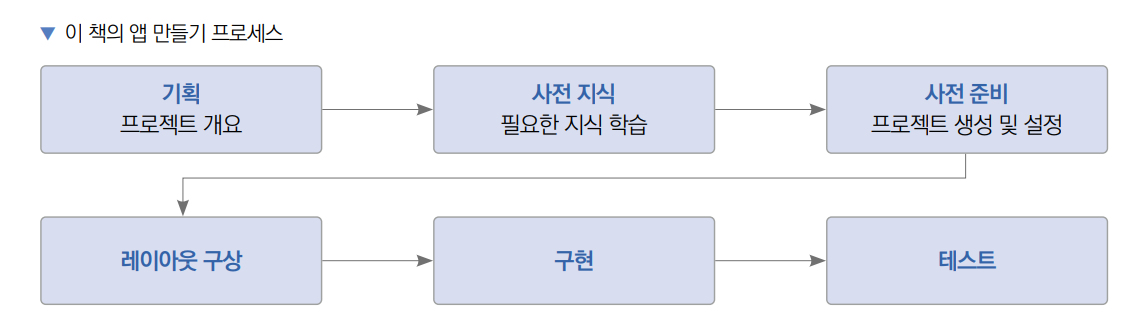 ▼ 이 책의 앱 만들기 프로세스
기획
프로젝트 개요
사전 지식
필요한 지식 학습
사전 준비
프로젝트 생성 및 설정
레이아웃 구상
구현
테스트